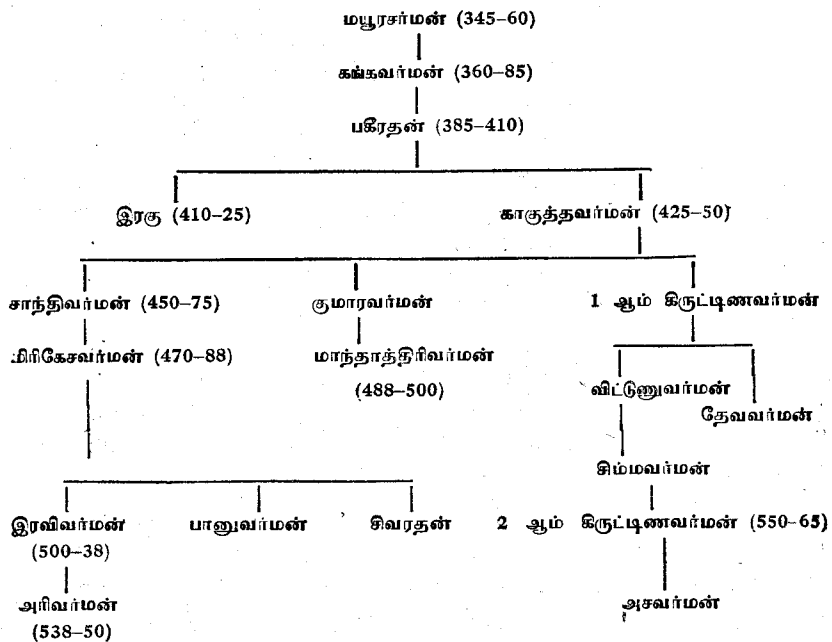 மயூரசர்மன் (345–60)
கங்கவர்மன் (360–85)
பகீரதன் (385–410)
இரகு (410–25) காகுத்தவர்மன் (425–50)
சாந்திவர்மன் (450–75) குமாரவர்மன் 1 ஆம் கிருட்டிணவர்மன்
மிரிகேசவர்மன் (470–88) மாந்தாத்திரிவர்மன்
(488–500)
விட்டுணுவர்மன்
தேவவர்மன்
சிம்மவர்மன்
இரவிவர்மன் பானுவர்மன் சிவரதன் 2 ஆம் கிருட்டிணவர்மன் (550–65)
(500–38)
அரிவர்மன் அசவர்மன்
(538–50)